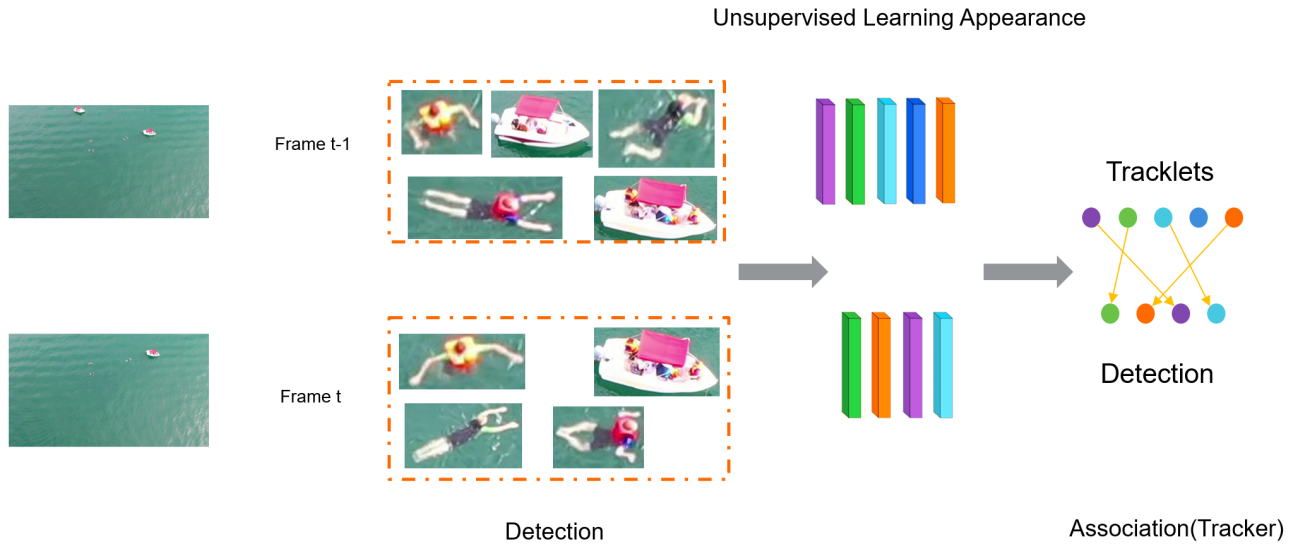 Unsupervised Learning Appearance
Frame t-1
Tracklets
Frame t
Detection
Detection
Association(Tracker)